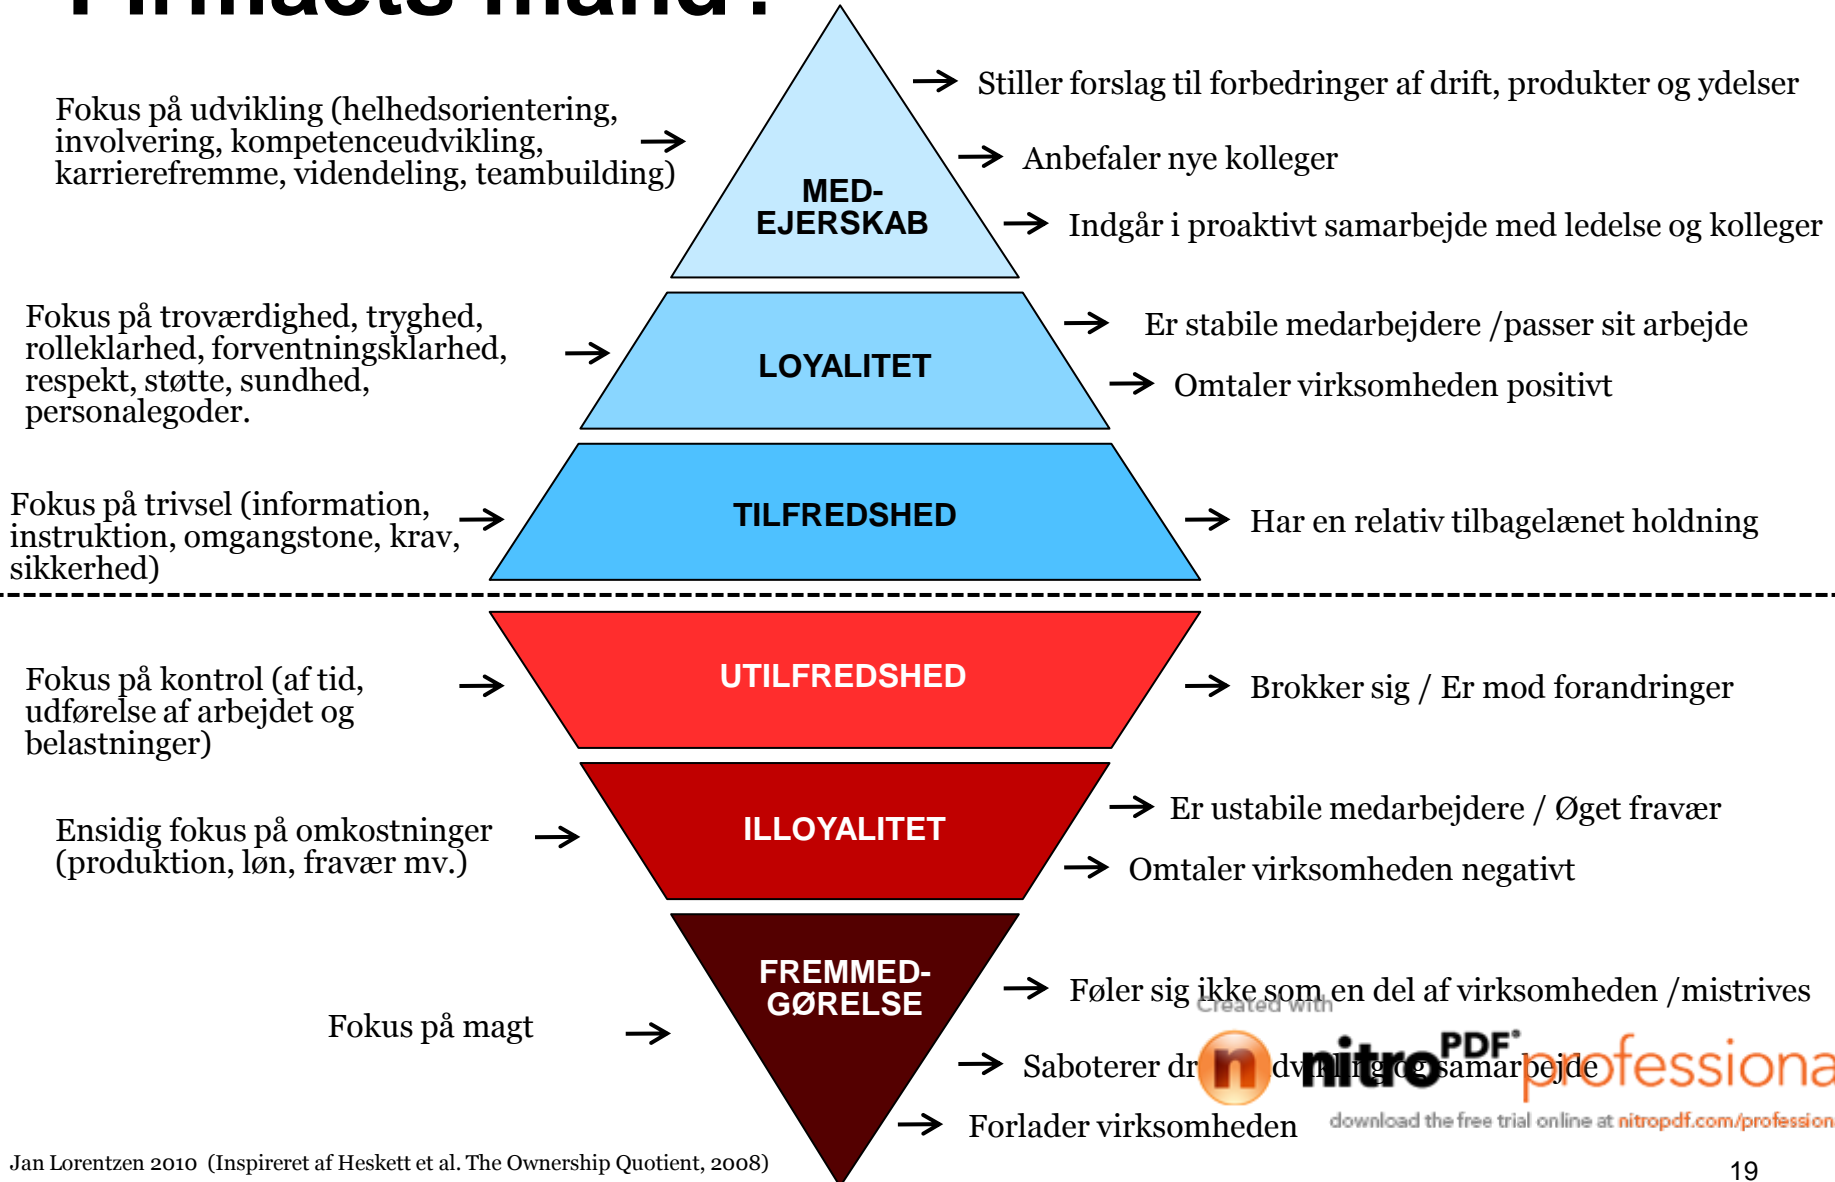 Fokus på udvikling (helhedsorientering,
involvering, kompetenceudvikling,
karrierefremme, videndeling, teambuilding)
MED-
EJERSKAB
Stiller forslag til forbedringer af drift, produkter og ydelser
Anbefaler nye kolleger
Indgår i proaktivt samarbejde med ledelse og kolleger
Fokus på troværdighed, tryghed,
rolleklarhed, forventningsklarhed,
respekt, støtte, sundhed,
personalegoder.
LOYALITET
Er stabile medarbejdere /passer sit arbejde
Omtaler virksomheden positivt
Fokus på trivsel (information,
instruktion, omgangstone, krav,
sikkerhed)
TILFREDSHED
Har en relativ tilbagelænet holdning
Fokus på kontrol (af tid,
udførelse af arbejdet og
belastninger)
UTILFREDSHED
Brokker sig / Er mod forandringer
Ensidig fokus på omkostninger
(produktion, løn, fravær mv.)
ILLOYALITET
Er ustabile medarbejdere / Øget fravær
Omtaler virksomheden negativt
Fokus på magt
FREMMED-
GØRELSE
Føler sig ikke som en del af virksomheden /mistrives
Saboterer og samarbejde
Forlader virksomheden
Created with
nitro PDF® professiona
download the free trial online at nitropdf.com/profession
Jan Lorentzen 2010 (Inspireret af Heskett et al. The Ownership Quotient, 2008)
19